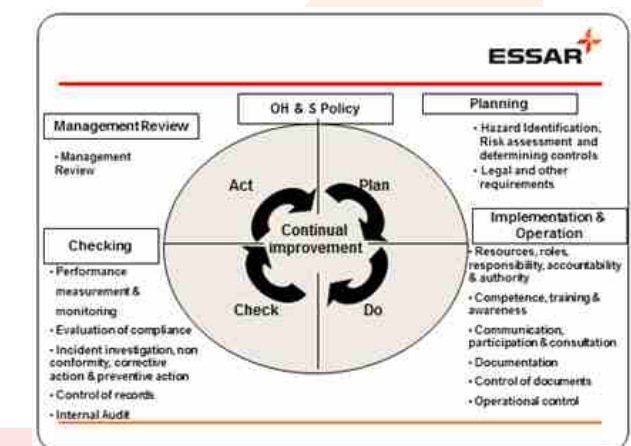 ESSAR
OH & S Policy
Planning
• Hazard Identification,
Risk assessment and
determining controls
• Legal and other
requirements
Management Review
• Management
Review
Act
Plan
Continual
improvement
Check
Do
Implementation &
Operation
• Resources, roles,
responsibility, accountability
& authority
• Competence, training &
awareness
• Communication,
participation & consultation
• Documentation
• Control of documents
• Operational control
Checking
• Performance
measurement &
monitoring
• Evaluation of compliance
• Incident investigation, non
conformity, corrective
action & preventive action
• Control of records
• Internal Audit